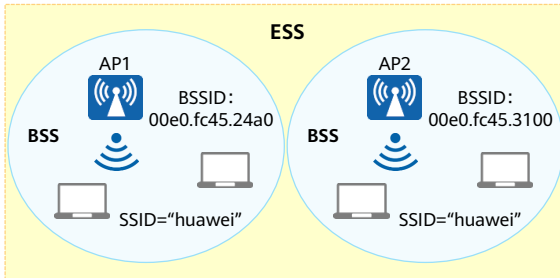 ESS
AP1
BSSID：
00e0.fc45.24a0
BSS
SSID=“huawei”
AP2
BSSID：
00e0.fc45.3100
BSS
SSID=“huawei”